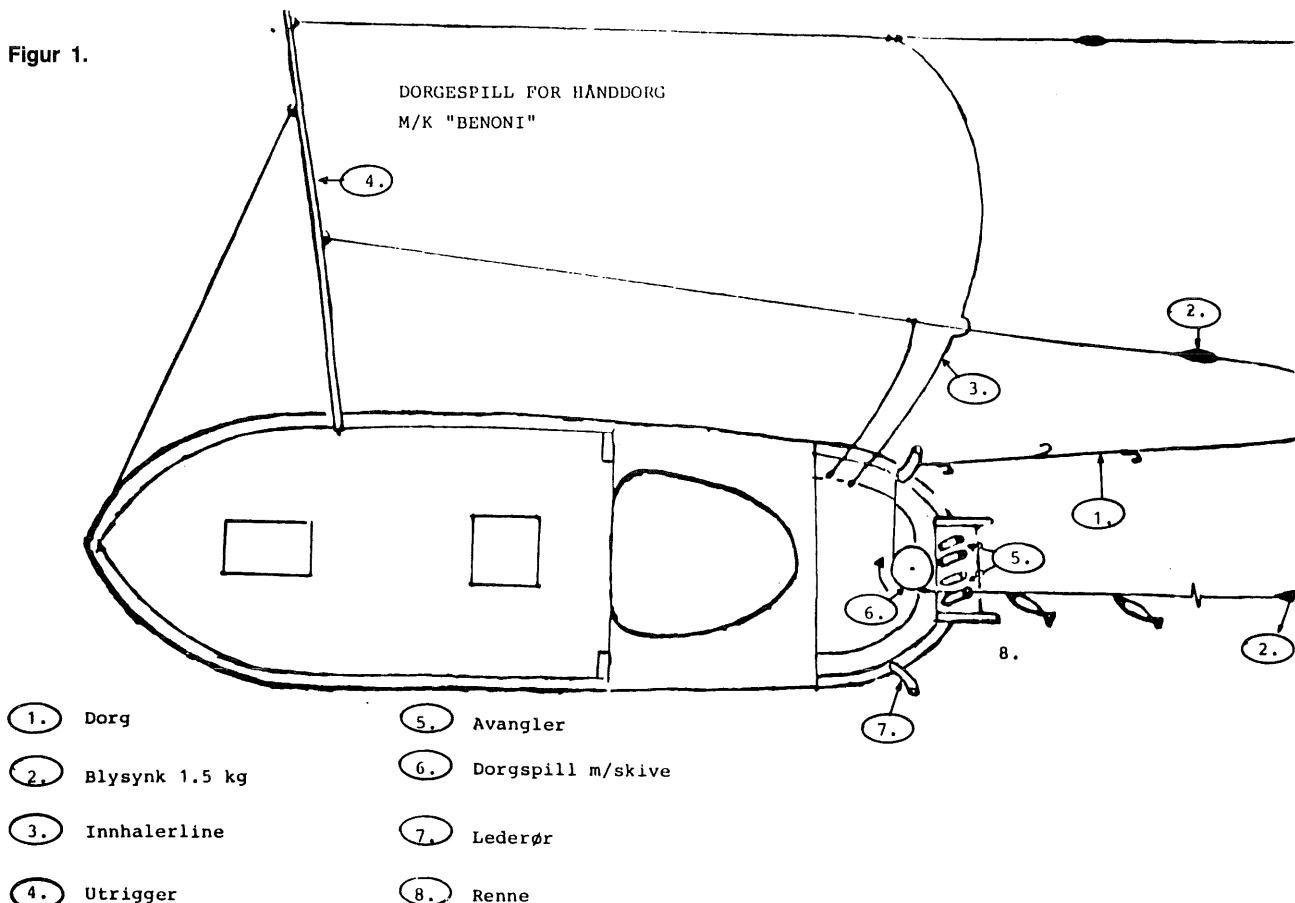 Figur 1.
DORGESPILL FOR HÅNDDORG
M/K "BENONI"
4.
2.
3.
1.
5.
6.
2.
8.
7.
1. Dorg
2. Blysynk 1.5 kg
3. Innhalerline
4. Utrigger
5. Avangler
6. Dorgspill m/skive
7. Lederør
8. Renne